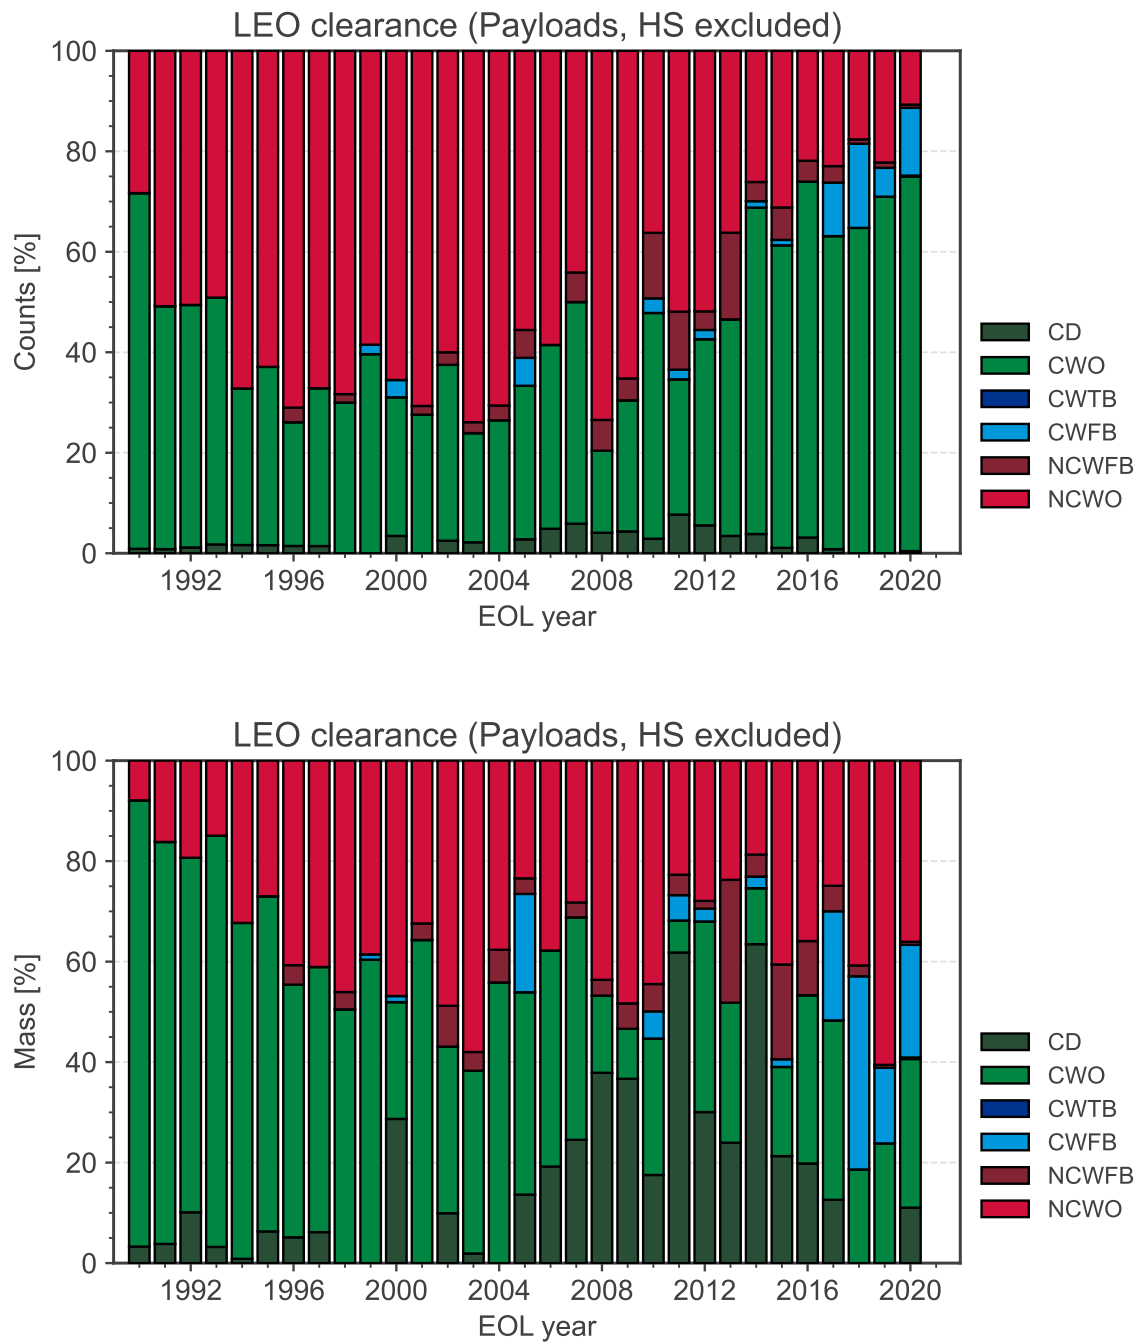 LEO clearance (Payloads, HS excluded)
100
80
60
40
20
0
Counts [%]
1992 1996 2000 2004 2008 2012 2016 2020
EOL year
CD
CWO
CWTB
CWFB
NCWFB
NCWO
LEO clearance (Payloads, HS excluded)
100
80
60
40
20
0
Mass [%]
1992 1996 2000 2004 2008 2012 2016 2020
EOL year
CD
CWO
CWTB
CWFB
NCWFB
NCWO